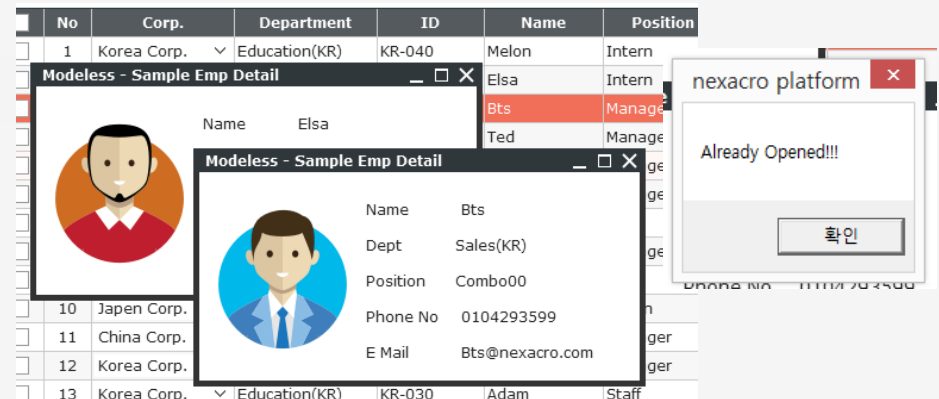 No Corp. Department ID Name Position
1 Korea Corp. Education(KR) KR-040 Melon Intern
Elsa Intern
Bts Manage
Ted Manage
Modeless - Sample Emp Detail
Name Elsa
Modeless - Sample Emp Detail
Name Bts
Dept Sales(KR)
Position Combo00
Phone No 0104293599
E Mail Bts@nexacro.com
10 Japen Corp.
11 China Corp.
12 Korea Corp.
13 Korea Corp. Education(KR) KR-030 Adam Staff
nexacro platform
Already Opened!!!
확인
Phone No 0104293599